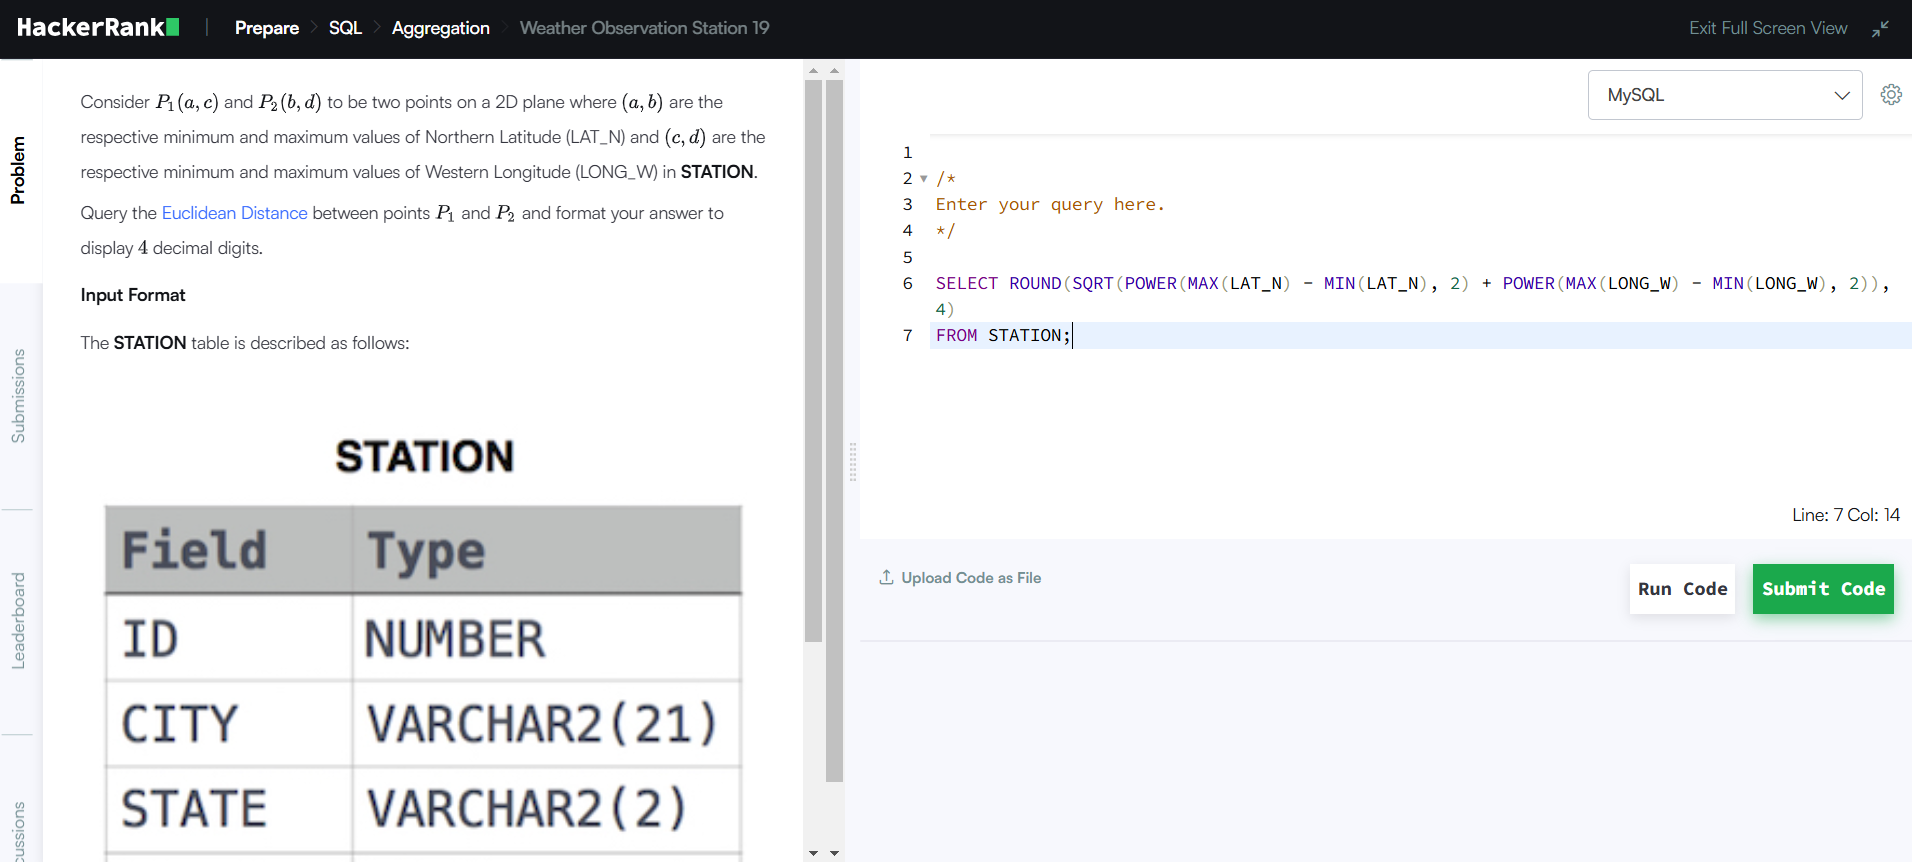 HackerRank | Prepare > SQL > Aggregation > Weather Observation Station 19
Exit Full Screen View
Problem
Submissions
Leaderboard
cussions
Consider P₁(a, c) and P₂(b, d) to be two points on a 2D plane where (a, b) are the
respective minimum and maximum values of Northern Latitude (LAT_N) and (c, d) are the
respective minimum and maximum values of Western Longitude (LONG_W) in STATION.
Query the Euclidean Distance between points P₁ and P₂ and format your answer to
display 4 decimal digits.
Input Format
The STATION table is described as follows:
STATION
Field Type
ID NUMBER
CITY VARCHAR2(21)
STATE VARCHAR2(2)
MySQL
1
2 /*
3 Enter your query here.
4 */
5
6 SELECT ROUND(SQRT(POWER(MAX(LAT_N) - MIN(LAT_N), 2) + POWER(MAX(LONG_W) - MIN(LONG_W), 2)),
4)
7 FROM STATION;
Line: 7 Col: 14
Upload Code as File
Run Code
Submit Code